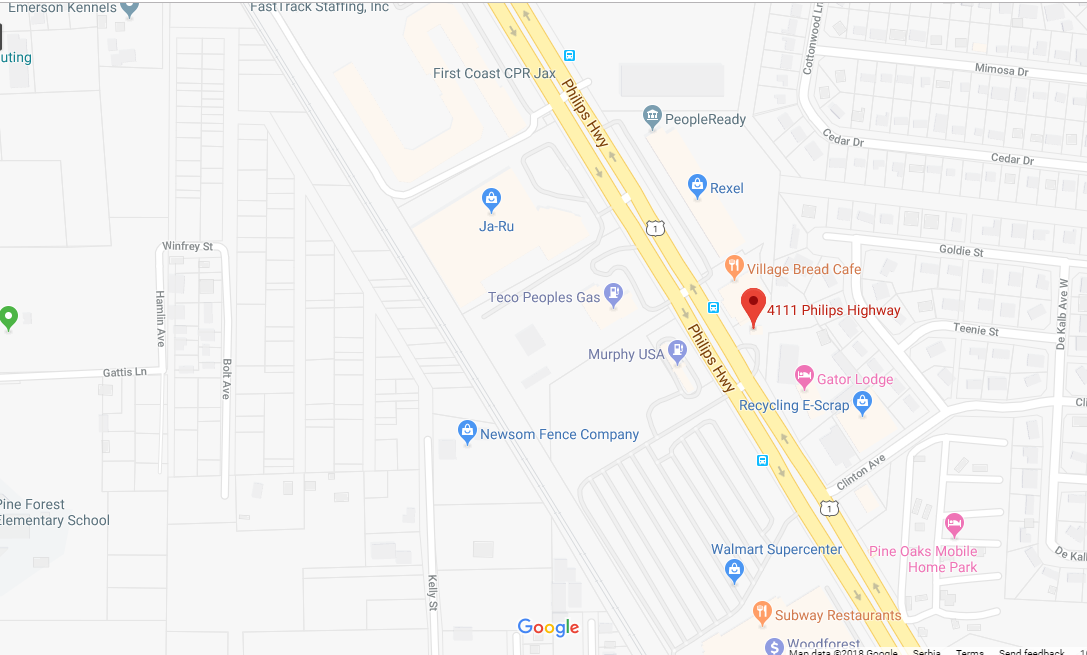 Emerson Kennels
FastTrack Staffing, Inc
uting
First Coast CPR Jax
Cottonwood Ln
Mimosa Dr
Philips Hwy
PeopleReady
Cedar Dr
Cedar Dr
Rexel
Ja-Ru
1
Winfrey St
Goldie St
Village Bread Cafe
Teco Peoples Gas
4111 Philips Highway
Hamlin Ave
De Kalb Ave W
Teenie St
Philips Hwy
Murphy USA
Gattis Ln
Bolt Ave
Gator Lodge
Recycling E-Scrap
Cli
Newsom Fence Company
Clinton Ave
Pine Forest
Elementary School
1
Walmart Supercenter
Pine Oaks Mobile
Home Park
De Kal
Kelly St
Subway Restaurants
Google
Woodforest
Map data ©2018 Google
Serbia
Terms
Send feedback